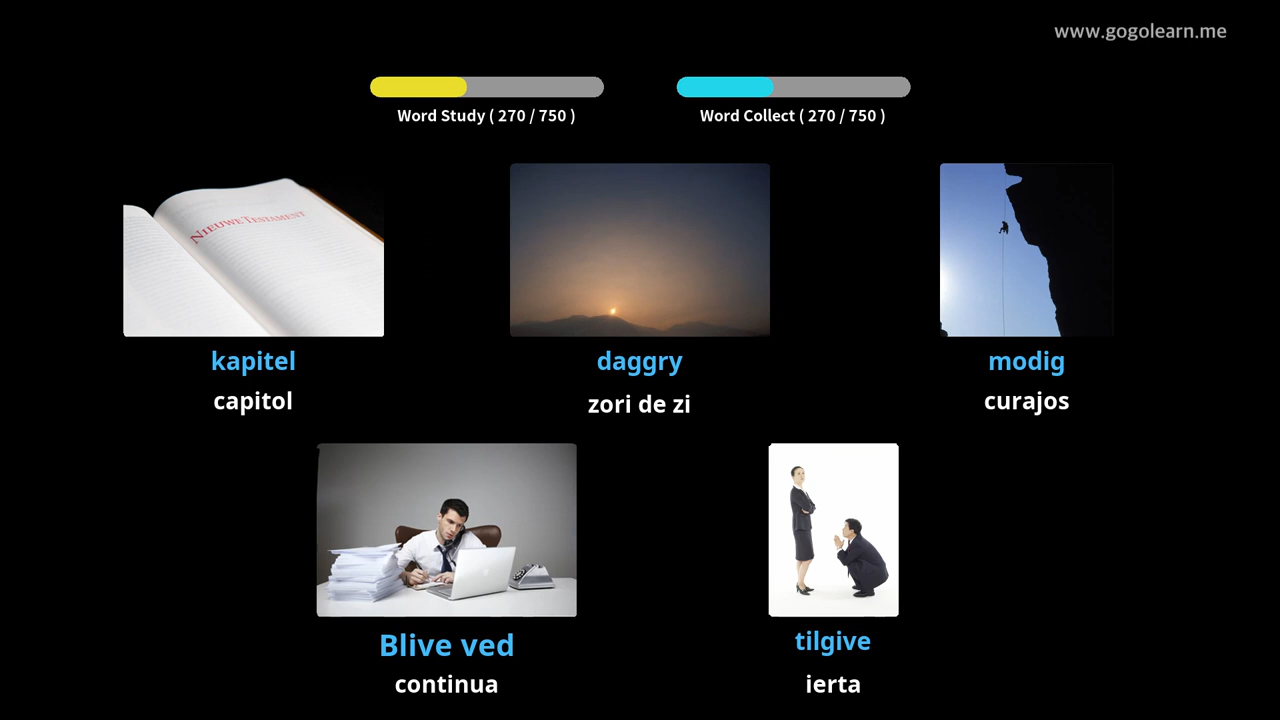 www.gogolearn.me
Word Study ( 270 / 750 )
Word Collect ( 270 / 750 )
NIEUWE TESTAMENT
kapitel
capitol
daggry
zori de zi
modig
curajos
Blive ved
continua
tilgive
ierta